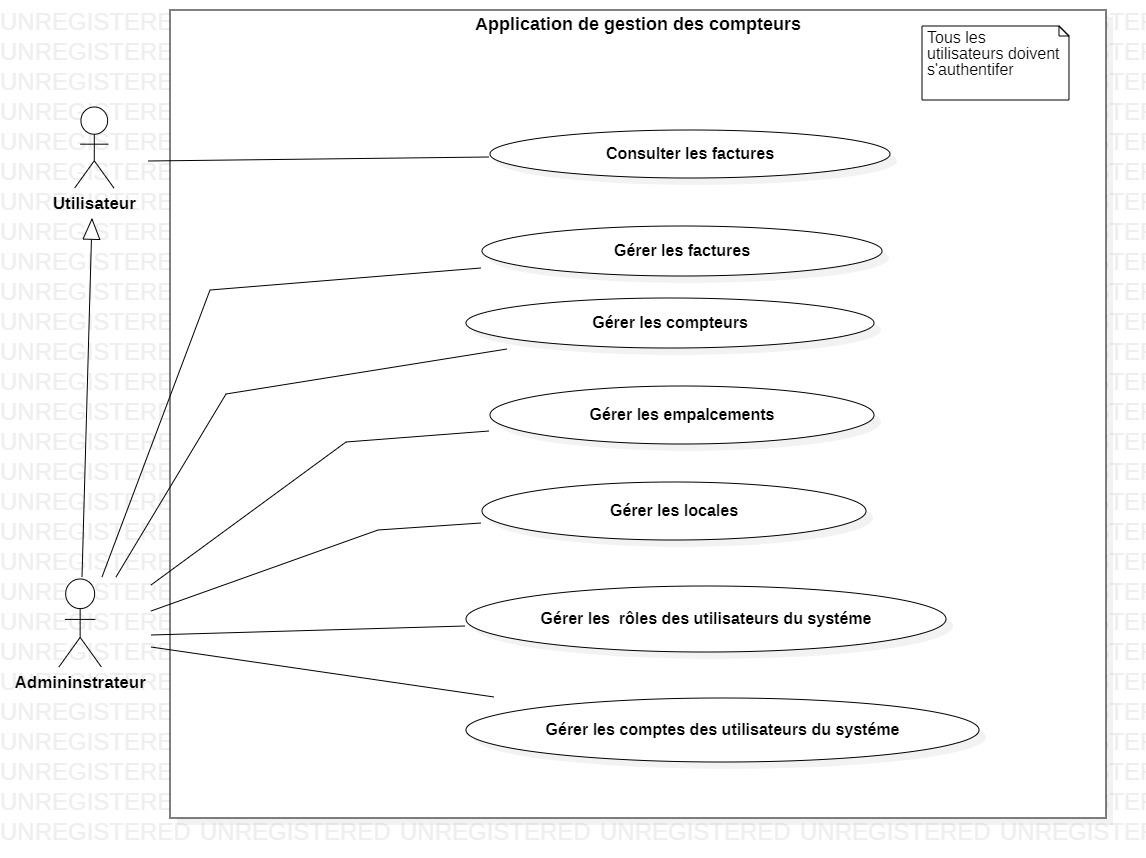 Application de gestion des compteurs
Tous les
utilisateurs doivent
s'authentifer
Consulter les factures
Utilisateur
Gérer les factures
Gérer les compteurs
Gérer les empalcements
Gérer les locales
Gérer les  rôles des utilisateurs du systéme
Admininstrateur
Gérer les comptes des utilisateurs du systéme
UNREGISTERED UNREGISTERED UNREGISTERED UNREGISTERED UNREGISTERED